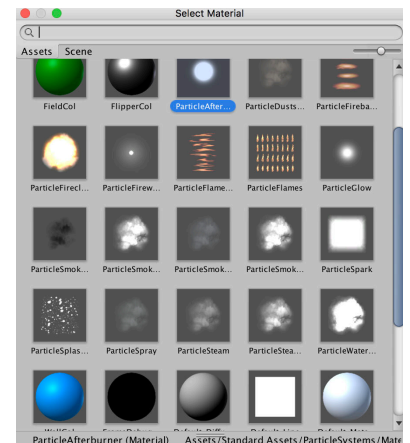 Select Material
Assets Scene
FieldCol FlipperCol ParticleAfter... ParticleDusts... ParticleFireba...
ParticleFirecl... ParticleFirew... ParticleFlame... ParticleFlames ParticleGlow
ParticleSmok... ParticleSmok... ParticleSmok... ParticleSmok... ParticleSpark
ParticleSplas... ParticleSpray ParticleSteam ParticleStea... ParticleWater...
ParticleAfterburner (Material) Assets/Standard Assets/ParticleSystems/Mate